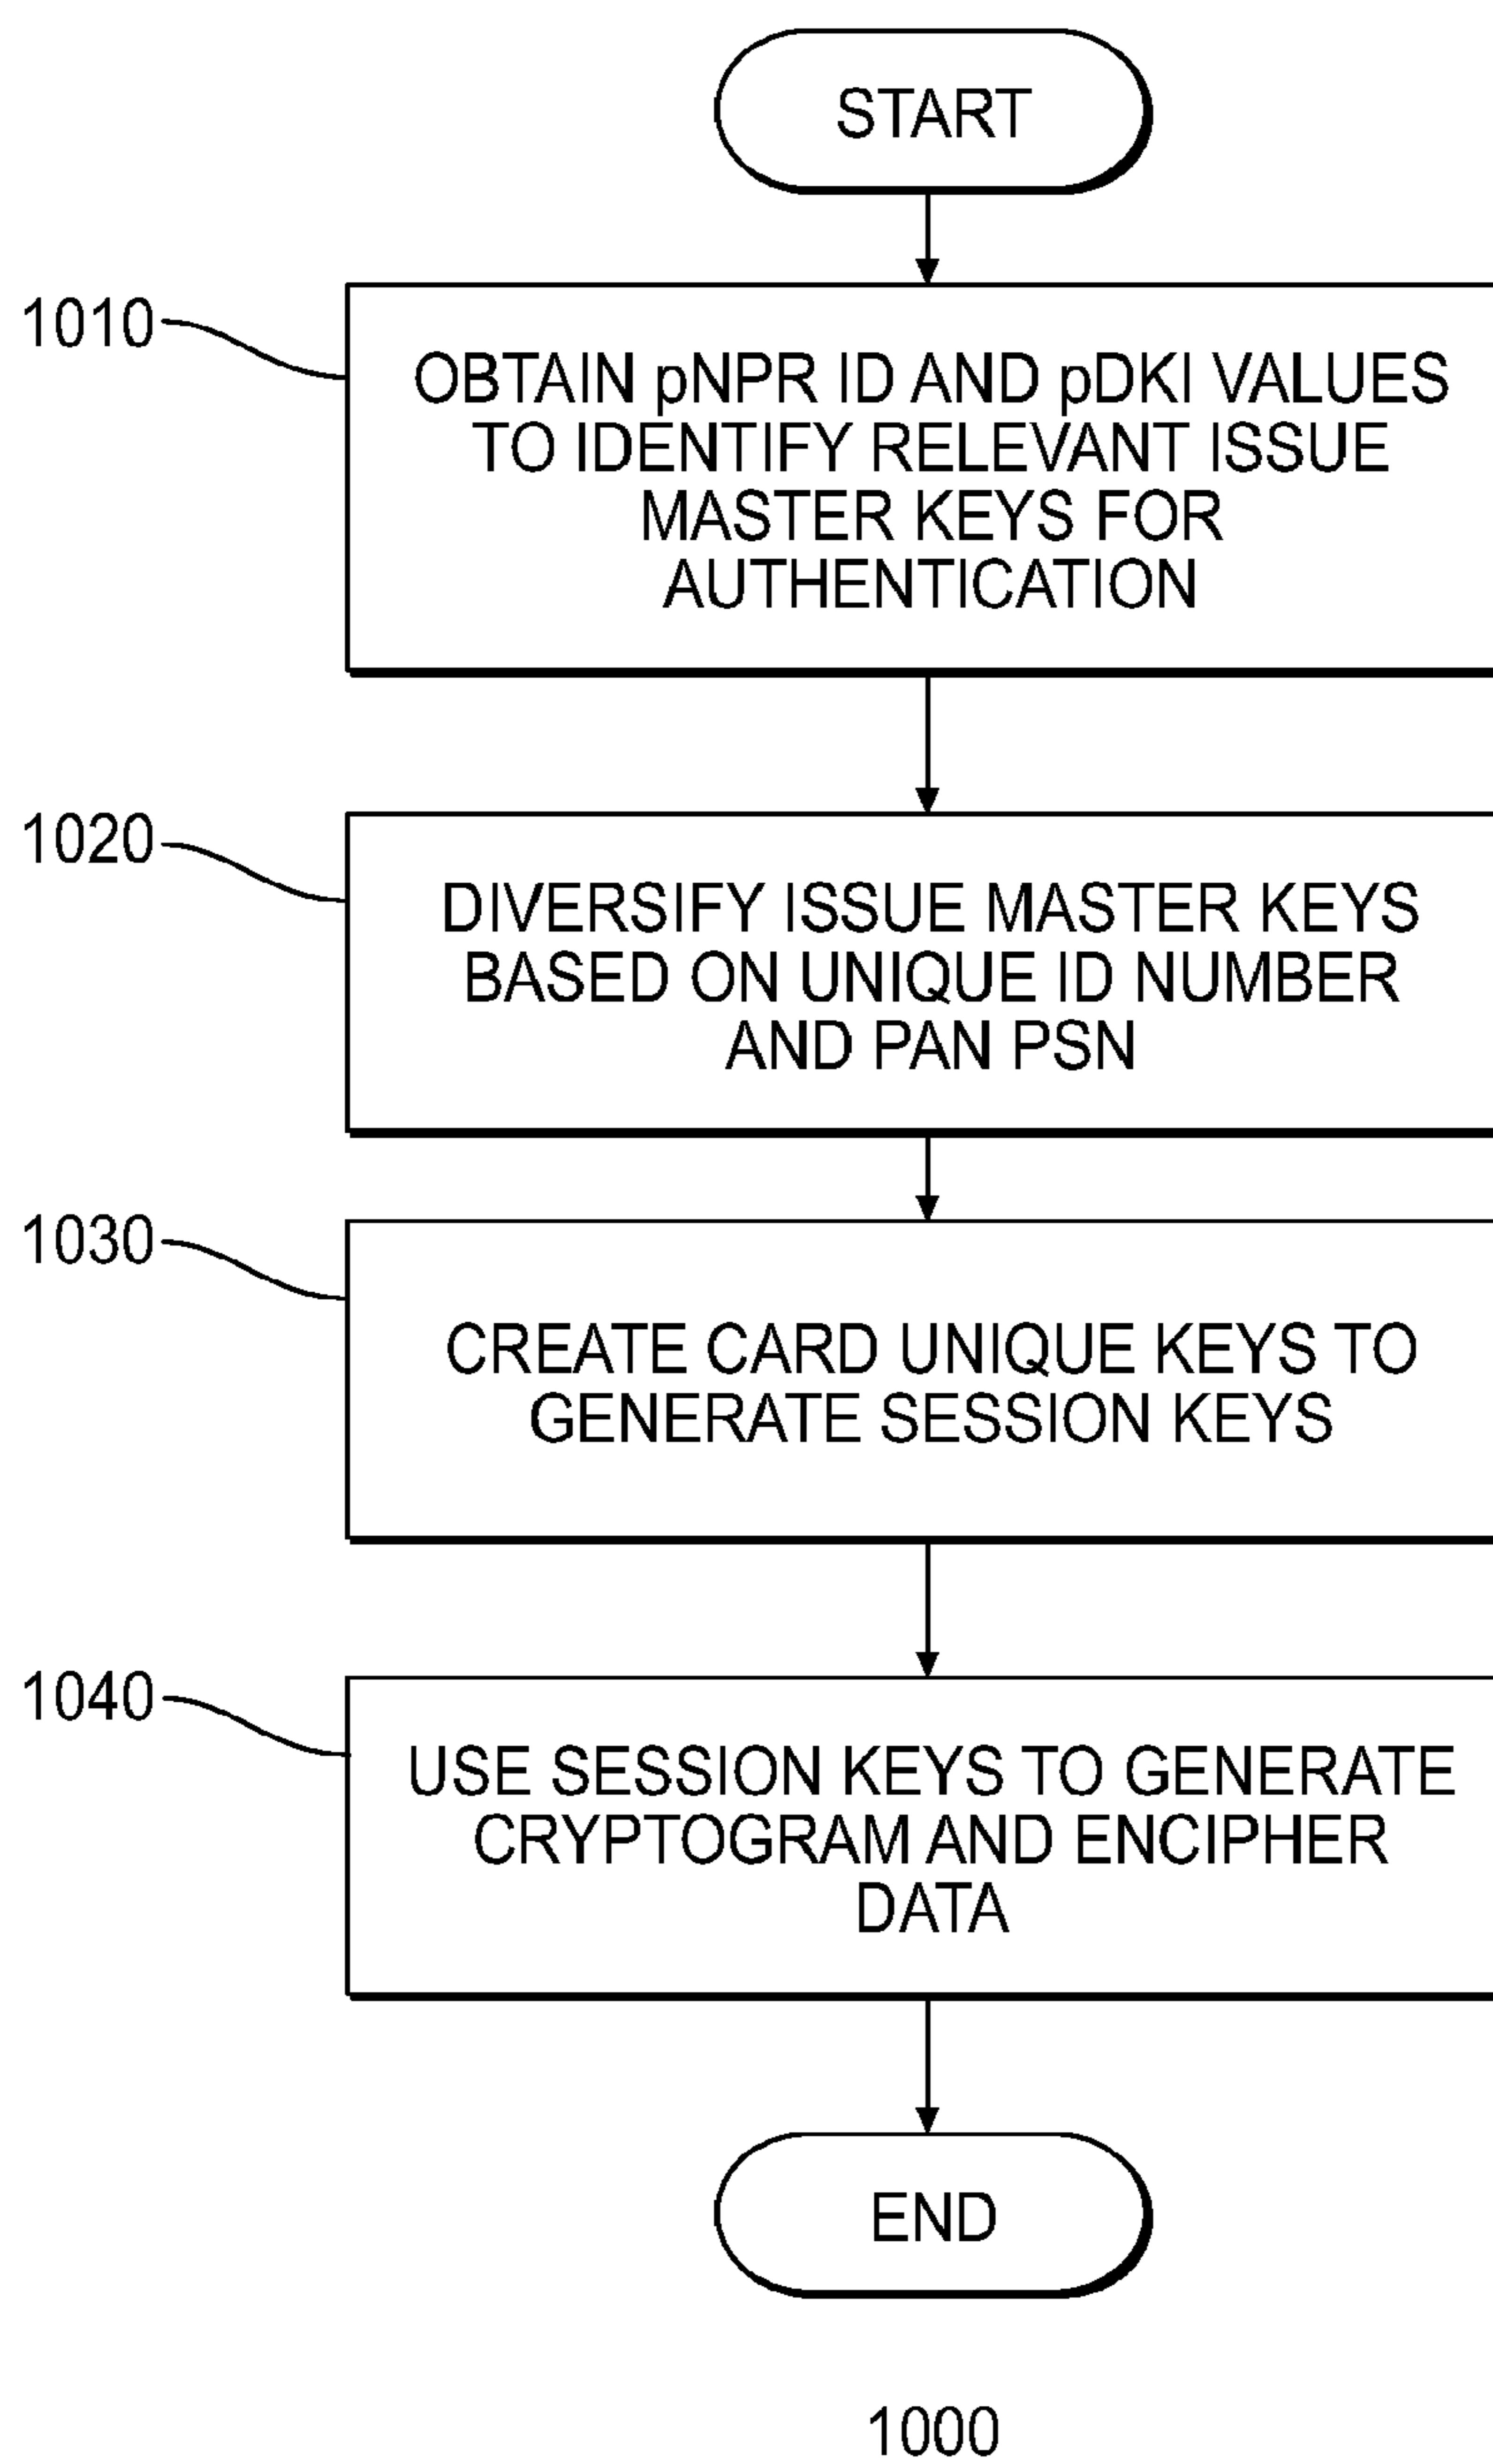 START
1010
OBTAIN pNPR ID AND pDKI VALUES
TO IDENTIFY RELEVANT ISSUE
MASTER KEYS FOR
AUTHENTICATION
1020
DIVERSIFY ISSUE MASTER KEYS
BASED ON UNIQUE ID NUMBER
AND PAN PSN
1030
CREATE CARD UNIQUE KEYS TO
GENERATE SESSION KEYS
1040
USE SESSION KEYS TO GENERATE
CRYPTOGRAM AND ENCIPHER
DATA
END
1000